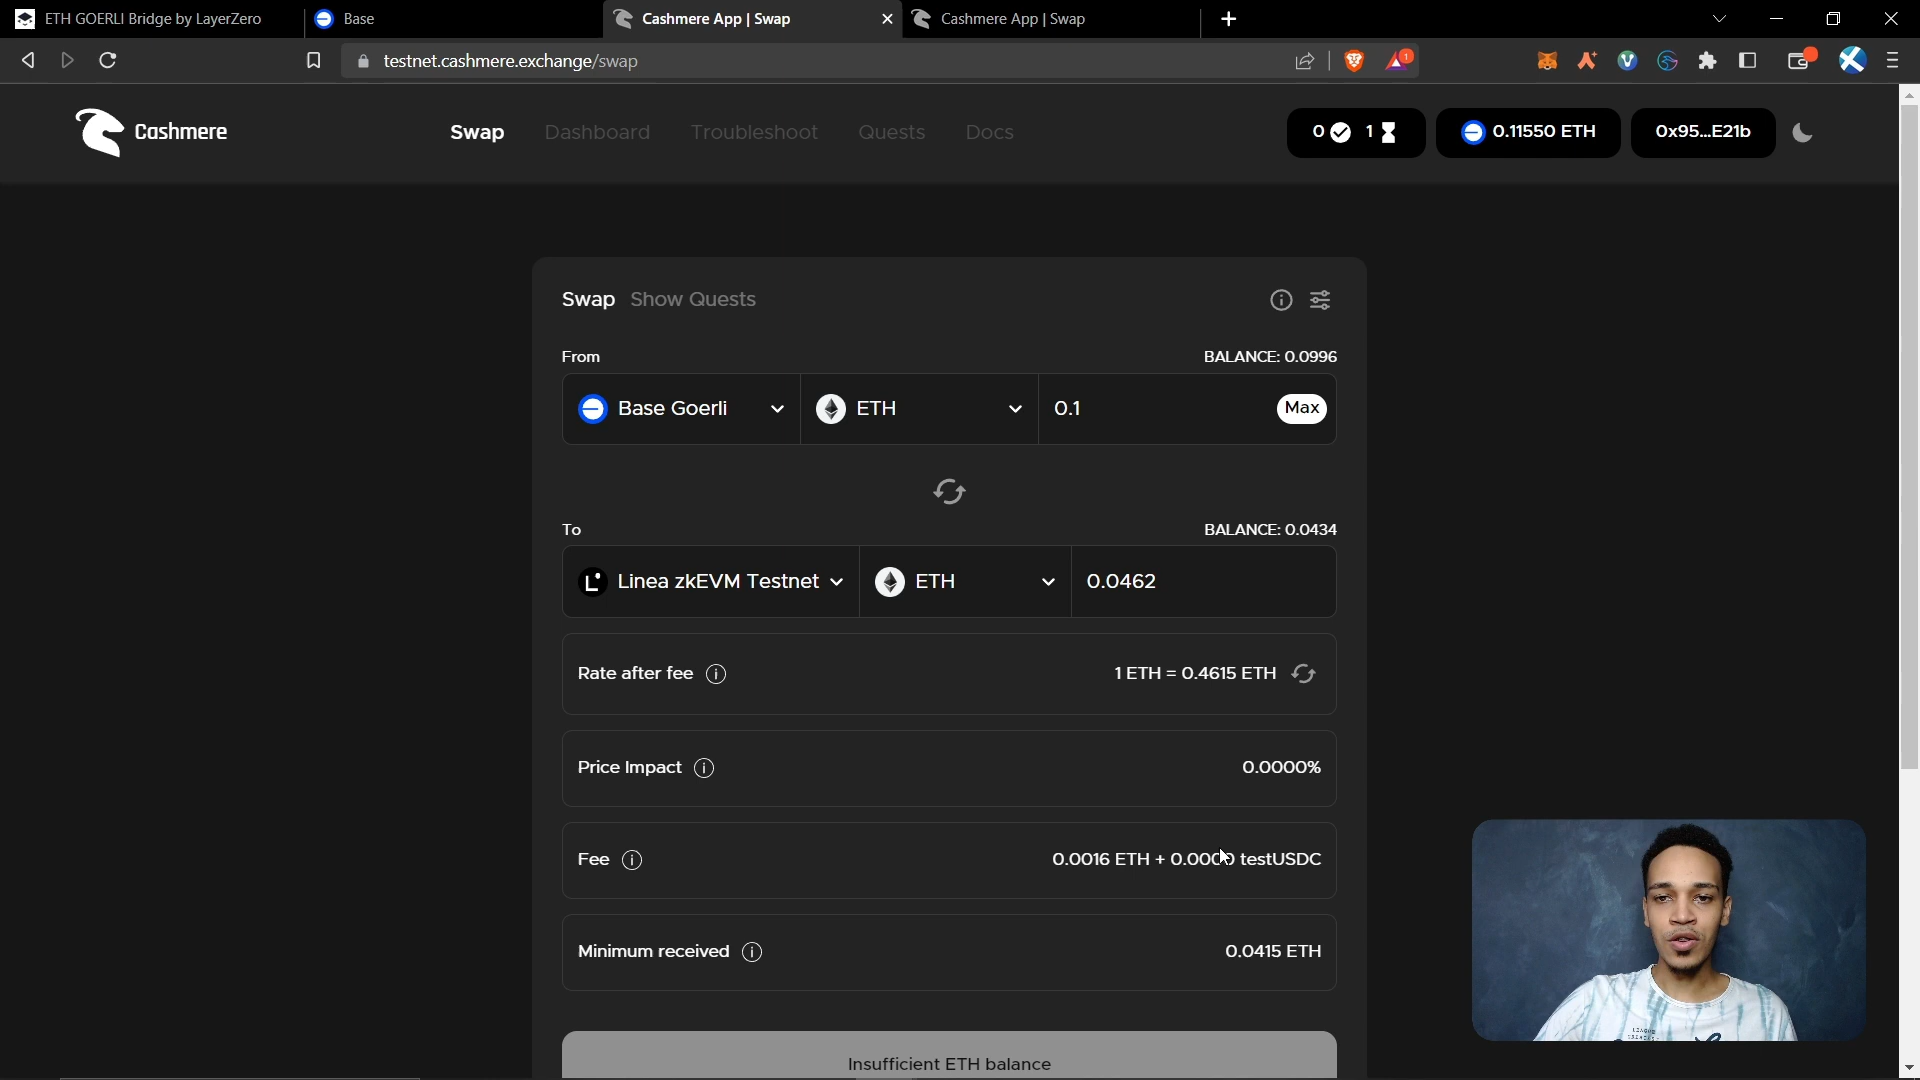 ETH GOERLI Bridge by LayerZero
Base
Cashmere App | Swap
Cashmere App | Swap
testnet.cashmere.exchange/swap
1
Cashmere
Swap
Dashboard
Troubleshoot
Quests
Docs
0 1
0.11550 ETH
0x95...E21b
Swap Show Quests
From
BALANCE: 0.0996
Base Goerli
ETH
0.1
Max
To
BALANCE: 0.0434
Linea zkEVM Testnet
ETH
0.0462
Rate after fee
1 ETH = 0.4615 ETH
Price Impact
0.0000%
Fee
0.0016 ETH + 0.0000 testUSDC
Minimum received
0.0415 ETH
Insufficient ETH balance